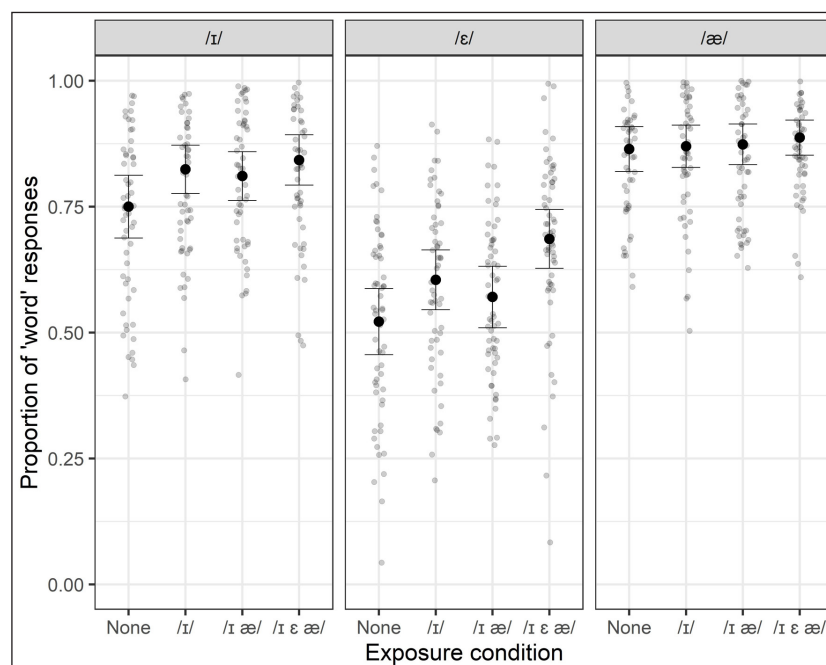 /ɪ/ /ɛ/ /æ/
1.00
0.75
0.50
0.25
0.00
Proportion of 'word' responses
None /ɪ/ /ɪ æ/ /ɪ ɛ æ/ None /ɪ/ /ɪ æ/ /ɪ ɛ æ/ None /ɪ/ /ɪ æ/ /ɪ ɛ æ/
Exposure condition